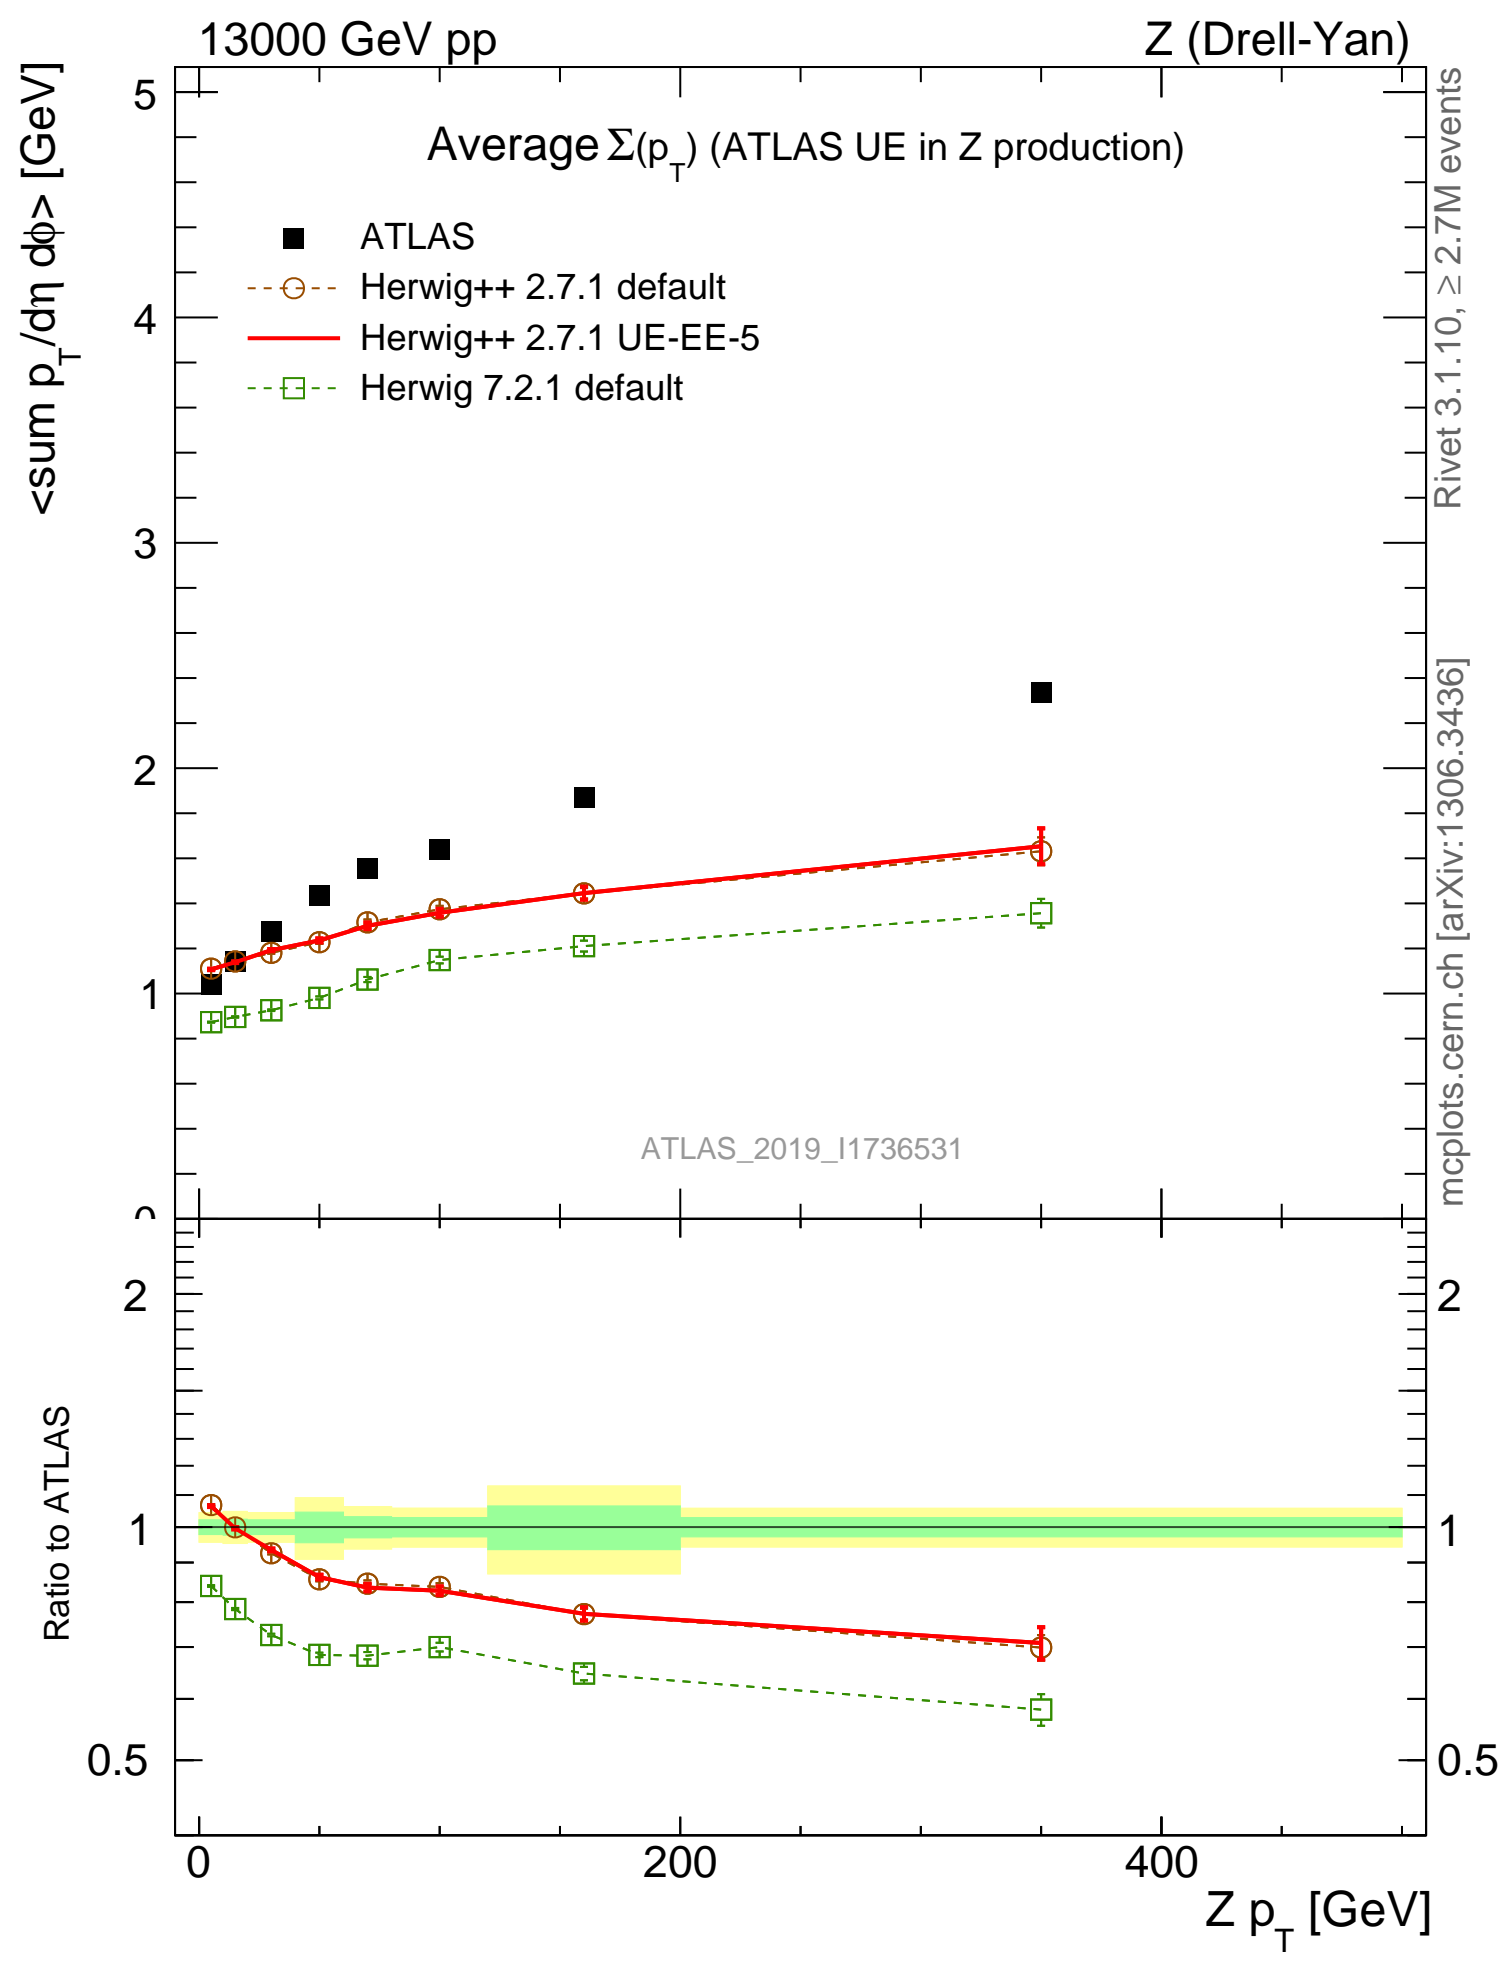 13000 GeV pp
Z (Drell-Yan)
<sum p_T/dη dϕ> [GeV]
Average Σ(p_T) (ATLAS UE in Z production)
ATLAS
Herwig++ 2.7.1 default
Herwig++ 2.7.1 UE-EE-5
Herwig 7.2.1 default
5
4
3
2
1
0
ATLAS_2019_I1736531
Rivet 3.1.10, ≥ 2.7M events
mcplots.cern.ch [arXiv:1306.3436]
Ratio to ATLAS
2
1
0.5
2
1
0.5
0
200
400
Z p_T [GeV]